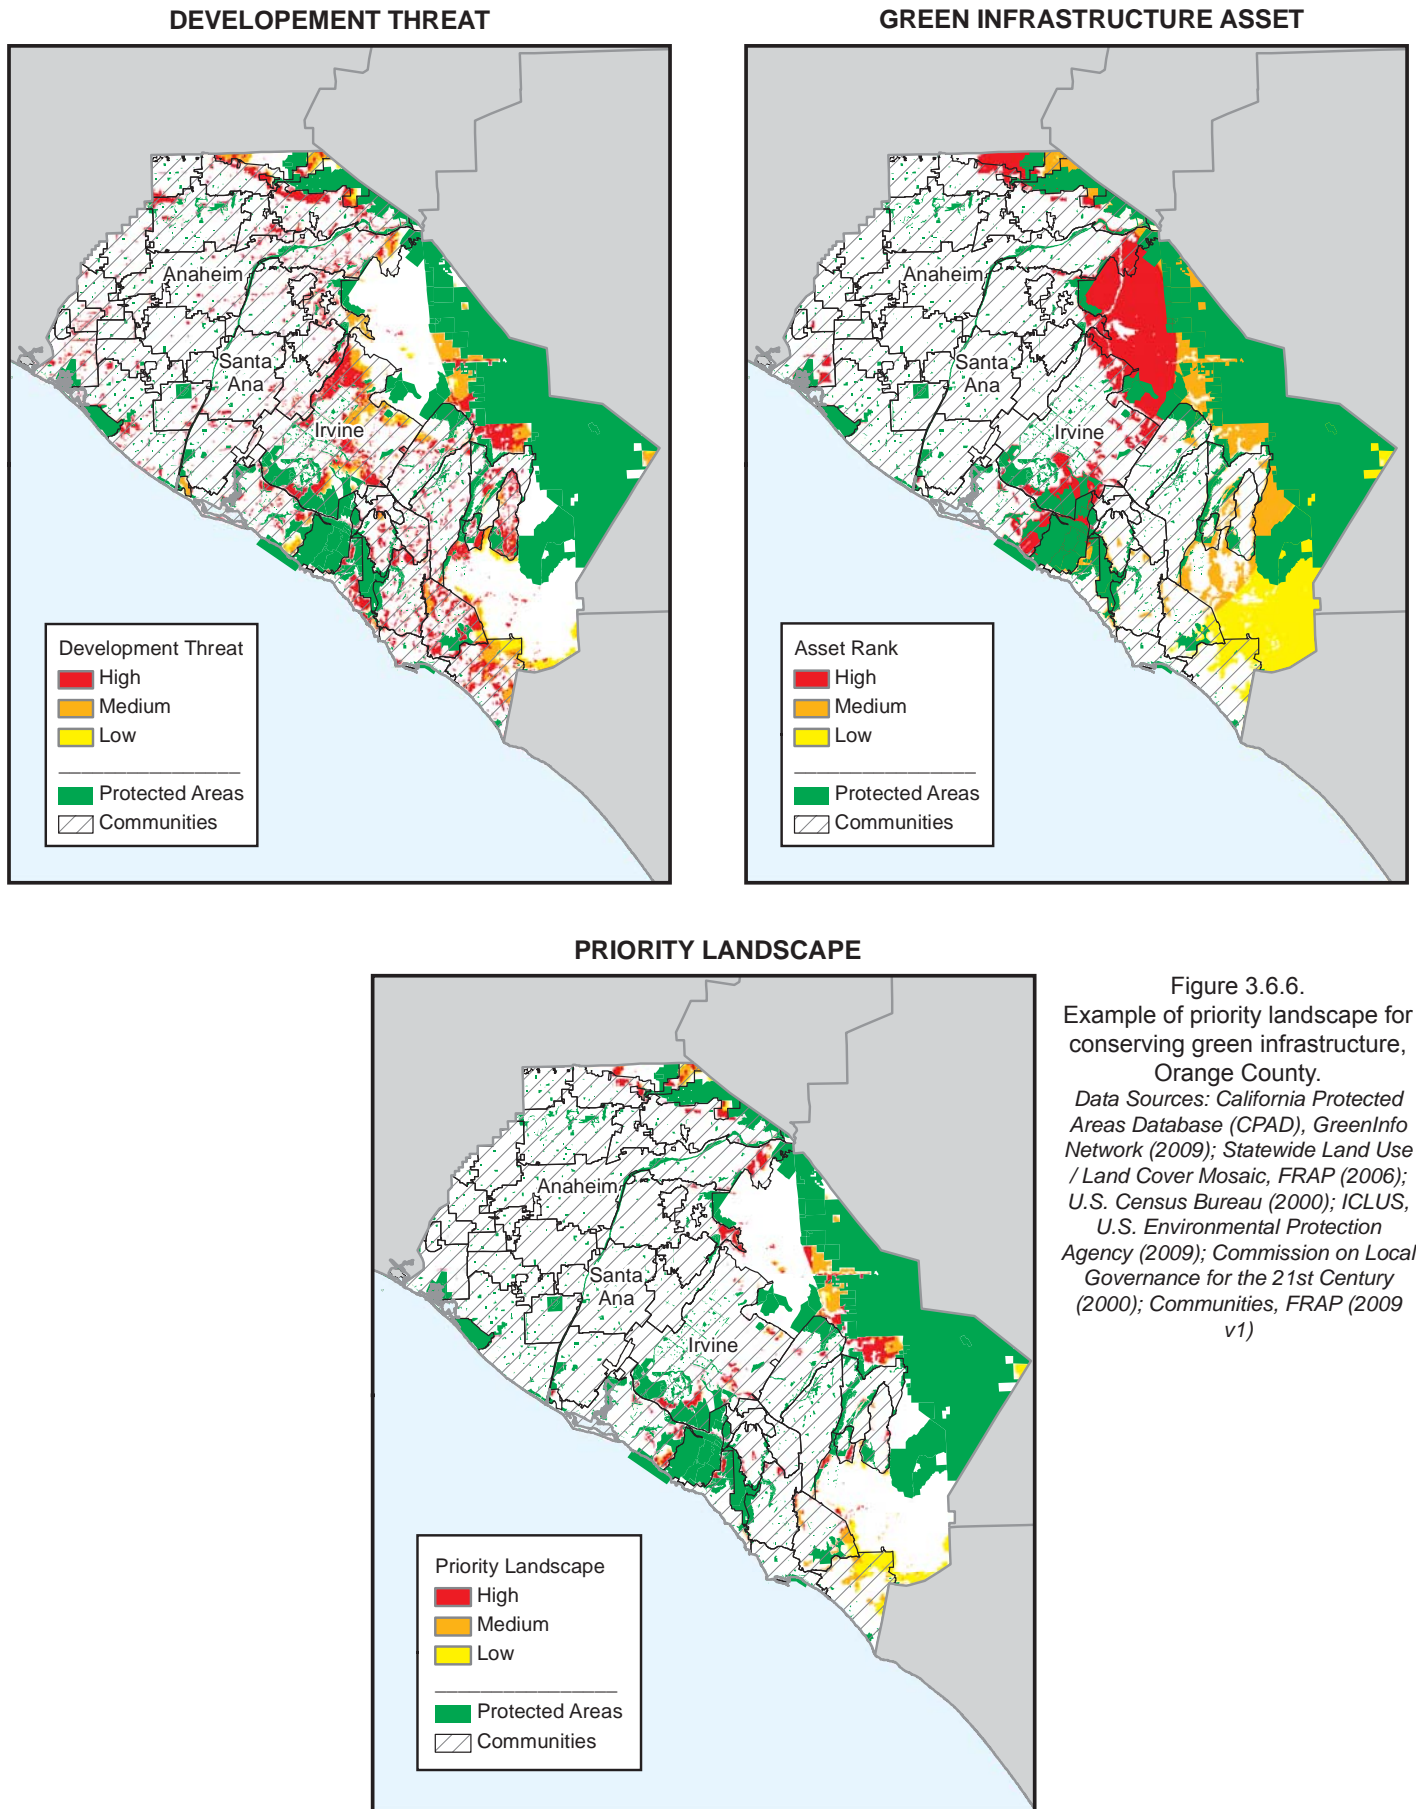 DEVELOPEMENT THREAT
Anaheim
Santa
Ana
Irvine
Development Threat
High
Medium
Low
Protected Areas
Communities
GREEN INFRASTRUCTURE ASSET
Anaheim
Santa
Ana
Irvine
Asset Rank
High
Medium
Low
Protected Areas
Communities
PRIORITY LANDSCAPE
Anaheim
Santa
Ana
Irvine
Priority Landscape
High
Medium
Low
Protected Areas
Communities
Figure 3.6.6.
Example of priority landscape for
conserving green infrastructure,
Orange County.
Data Sources: California Protected
Areas Database (CPAD), GreenInfo
Network (2009); Statewide Land Use
/ Land Cover Mosaic, FRAP (2006);
U.S. Census Bureau (2000); ICLUS,
U.S. Environmental Protection
Agency (2009); Commission on Local
Governance for the 21st Century
(2000); Communities, FRAP (2009
v1)